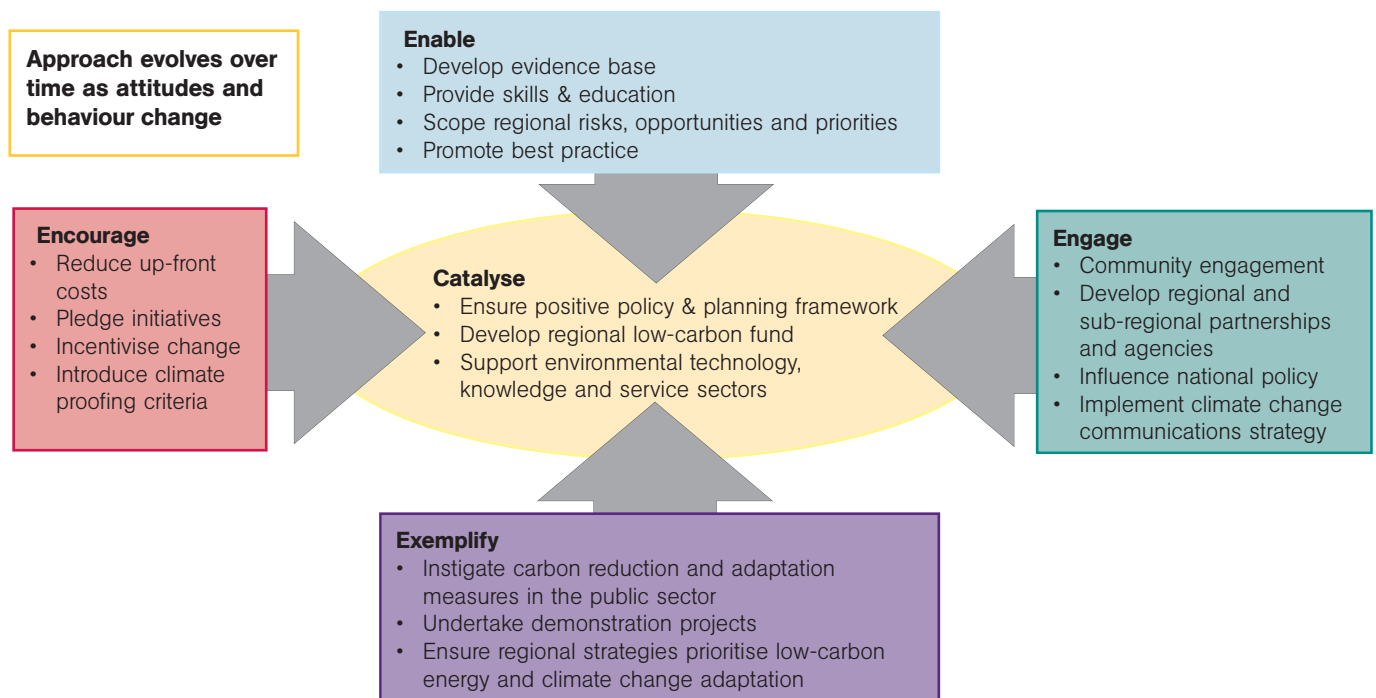 Approach evolves over
time as attitudes and
behaviour change
Enable
• Develop evidence base
• Provide skills & education
• Scope regional risks, opportunities and priorities
• Promote best practice
Encourage
• Reduce up-front
costs
• Pledge initiatives
• Incentivise change
• Introduce climate
proofing criteria
Catalyse
• Ensure positive policy & planning framework
• Develop regional low-carbon fund
• Support environmental technology,
knowledge and service sectors
Engage
• Community engagement
• Develop regional and
sub-regional partnerships
and agencies
• Influence national policy
• Implement climate change
communications strategy
Exemplify
• Instigate carbon reduction and adaptation
measures in the public sector
• Undertake demonstration projects
• Ensure regional strategies prioritise low-carbon
energy and climate change adaptation